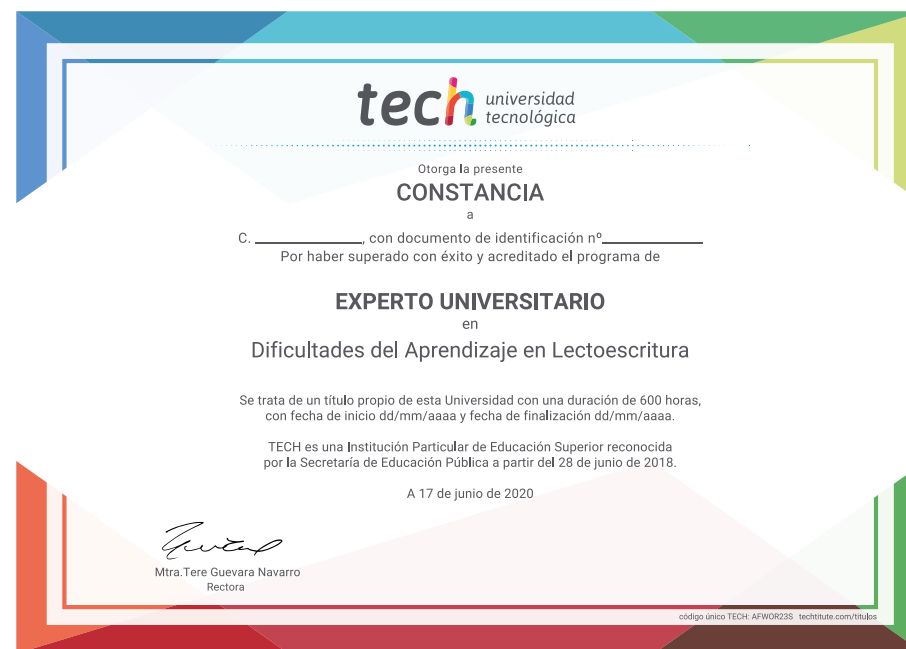 tech universidad
tecnológica
Otorga la presente
CONSTANCIA
a
C. ______________, con documento de identificación nº______________
Por haber superado con éxito y acreditado el programa de
EXPERTO UNIVERSITARIO
en
Dificultades del Aprendizaje en Lectoescritura
Se trata de un título propio de esta Universidad con una duración de 600 horas,
con fecha de inicio dd/mm/aaaa y fecha de finalización dd/mm/aaaa.
TECH es una Institución Particular de Educación Superior reconocida
por la Secretaría de Educación Pública a partir del 28 de junio de 2018.
A 17 de junio de 2020
Mtra.Tere Guevara Navarro
Rectora
código único TECH: AFWOR23S techtitute.com/titulos